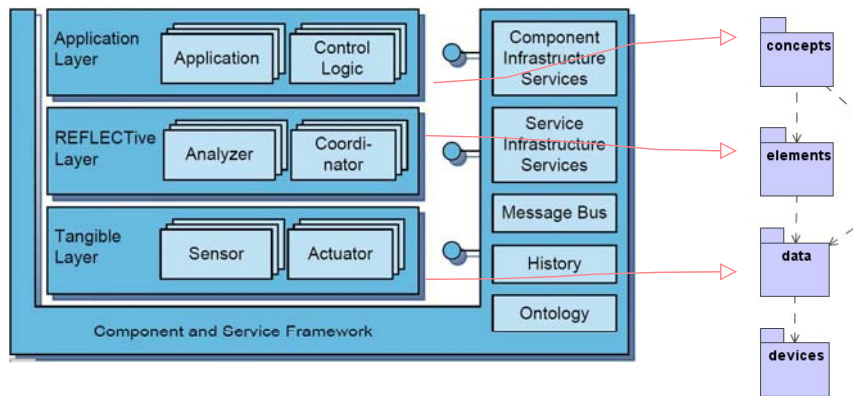 Application
Layer
Application
Control
Logic
REFLECTive
Layer
Analyzer
Coordi-
nator
Tangible
Layer
Sensor
Actuator
Component and Service Framework
Component
Infrastructure
Services
Service
Infrastructure
Services
Message Bus
History
Ontology
concepts
elements
data
devices